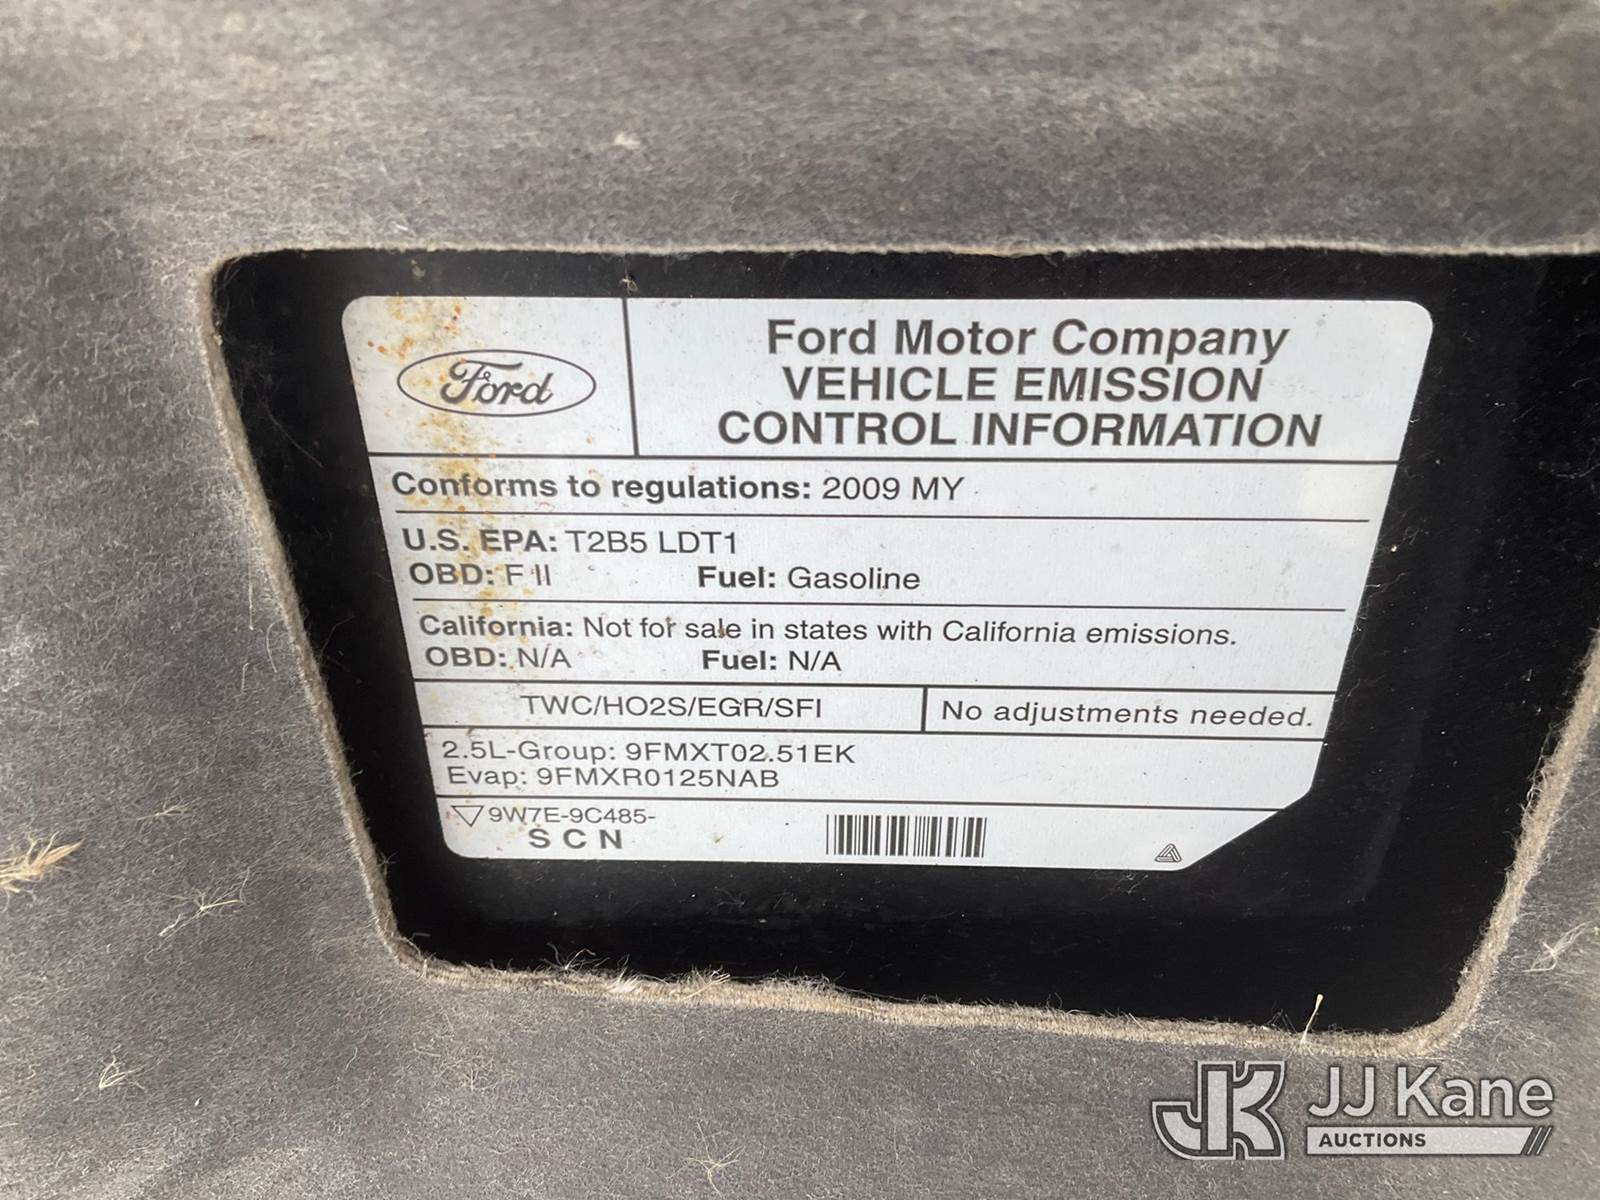 Ford
Ford Motor Company
VEHICLE EMISSION
CONTROL INFORMATION
Conforms to regulations: 2009 MY
U.S. EPA: T2B5 LDT1
OBD: F II Fuel: Gasoline
California: Not for sale in states with California emissions.
OBD: N/A Fuel: N/A
TWC/HO2S/EGR/SFI No adjustments needed.
2.5L-Group: 9FMXT02.51EK
Evap: 9FMXR0125NAB
9W7E-9C485-
S C N
JK JJ Kane
AUCTIONS